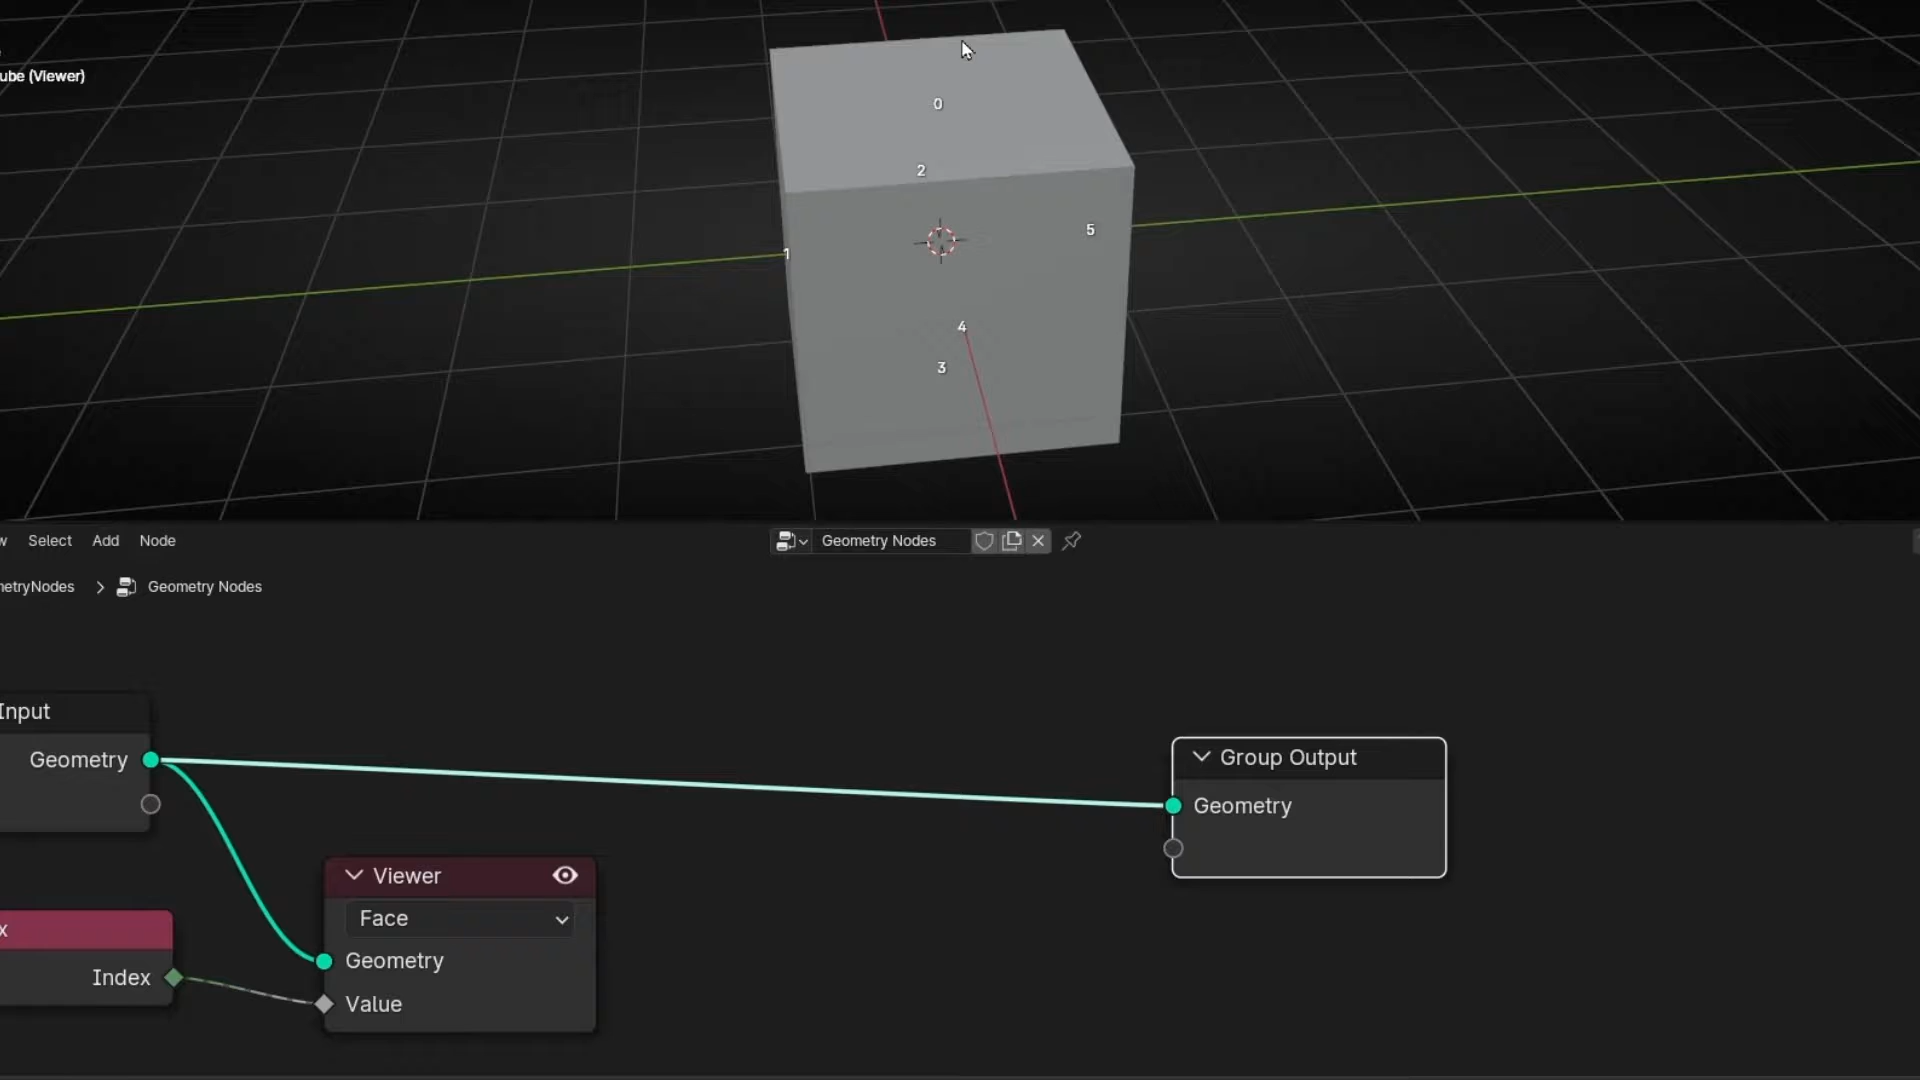 ube (Viewer)
0
2
5
1
4
3
w Select Add Node
Geometry Nodes
netryNodes > Geometry Nodes
Input
Geometry
Group Output
Geometry
Viewer
Face
x
Geometry
Index
Value